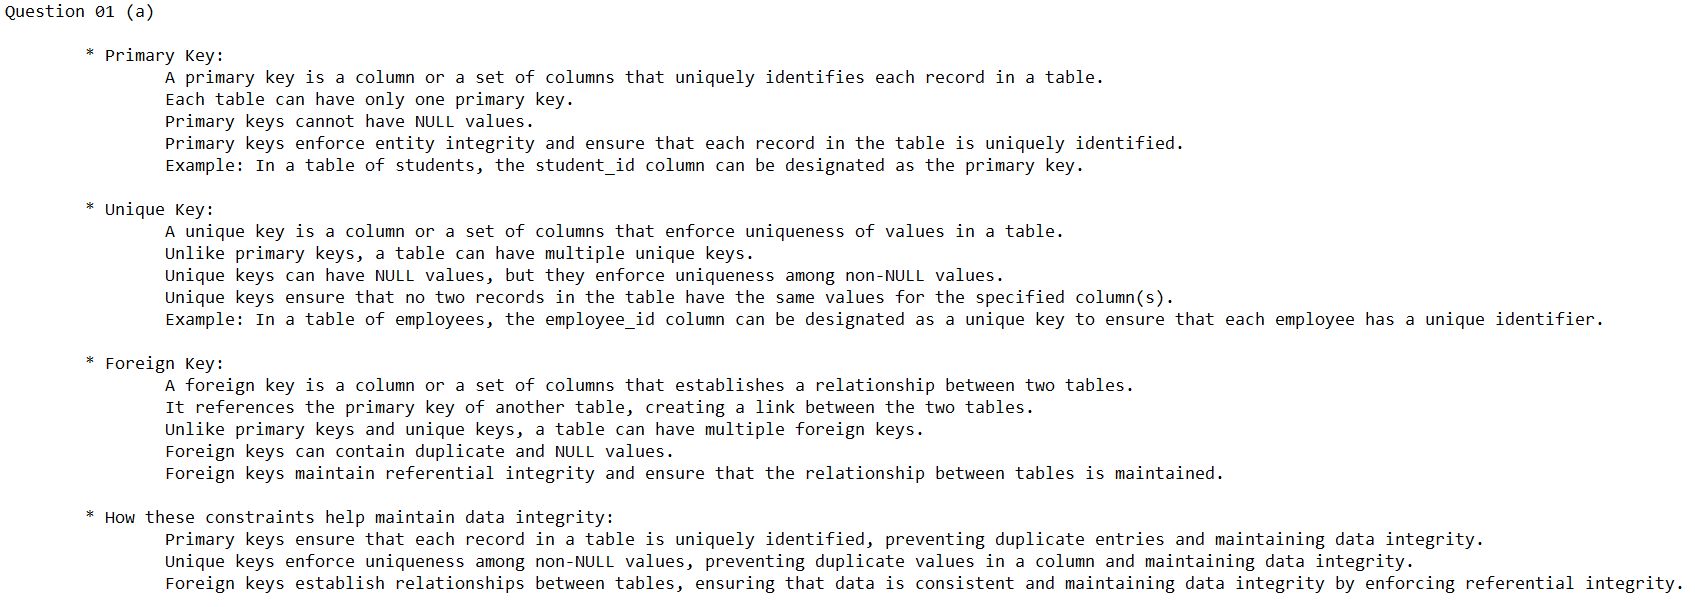 Question 01 (a)
* Primary Key:
A primary key is a column or a set of columns that uniquely identifies each record in a table.
Each table can have only one primary key.
Primary keys cannot have NULL values.
Primary keys enforce entity integrity and ensure that each record in the table is uniquely identified.
Example: In a table of students, the student_id column can be designated as the primary key.
* Unique Key:
A unique key is a column or a set of columns that enforce uniqueness of values in a table.
Unlike primary keys, a table can have multiple unique keys.
Unique keys can have NULL values, but they enforce uniqueness among non-NULL values.
Unique keys ensure that no two records in the table have the same values for the specified column(s).
Example: In a table of employees, the employee_id column can be designated as a unique key to ensure that each employee has a unique identifier.
* Foreign Key:
A foreign key is a column or a set of columns that establishes a relationship between two tables.
It references the primary key of another table, creating a link between the two tables.
Unlike primary keys and unique keys, a table can have multiple foreign keys.
Foreign keys can contain duplicate and NULL values.
Foreign keys maintain referential integrity and ensure that the relationship between tables is maintained.
* How these constraints help maintain data integrity:
Primary keys ensure that each record in a table is uniquely identified, preventing duplicate entries and maintaining data integrity.
Unique keys enforce uniqueness among non-NULL values, preventing duplicate values in a column and maintaining data integrity.
Foreign keys establish relationships between tables, ensuring that data is consistent and maintaining data integrity by enforcing referential integrity.